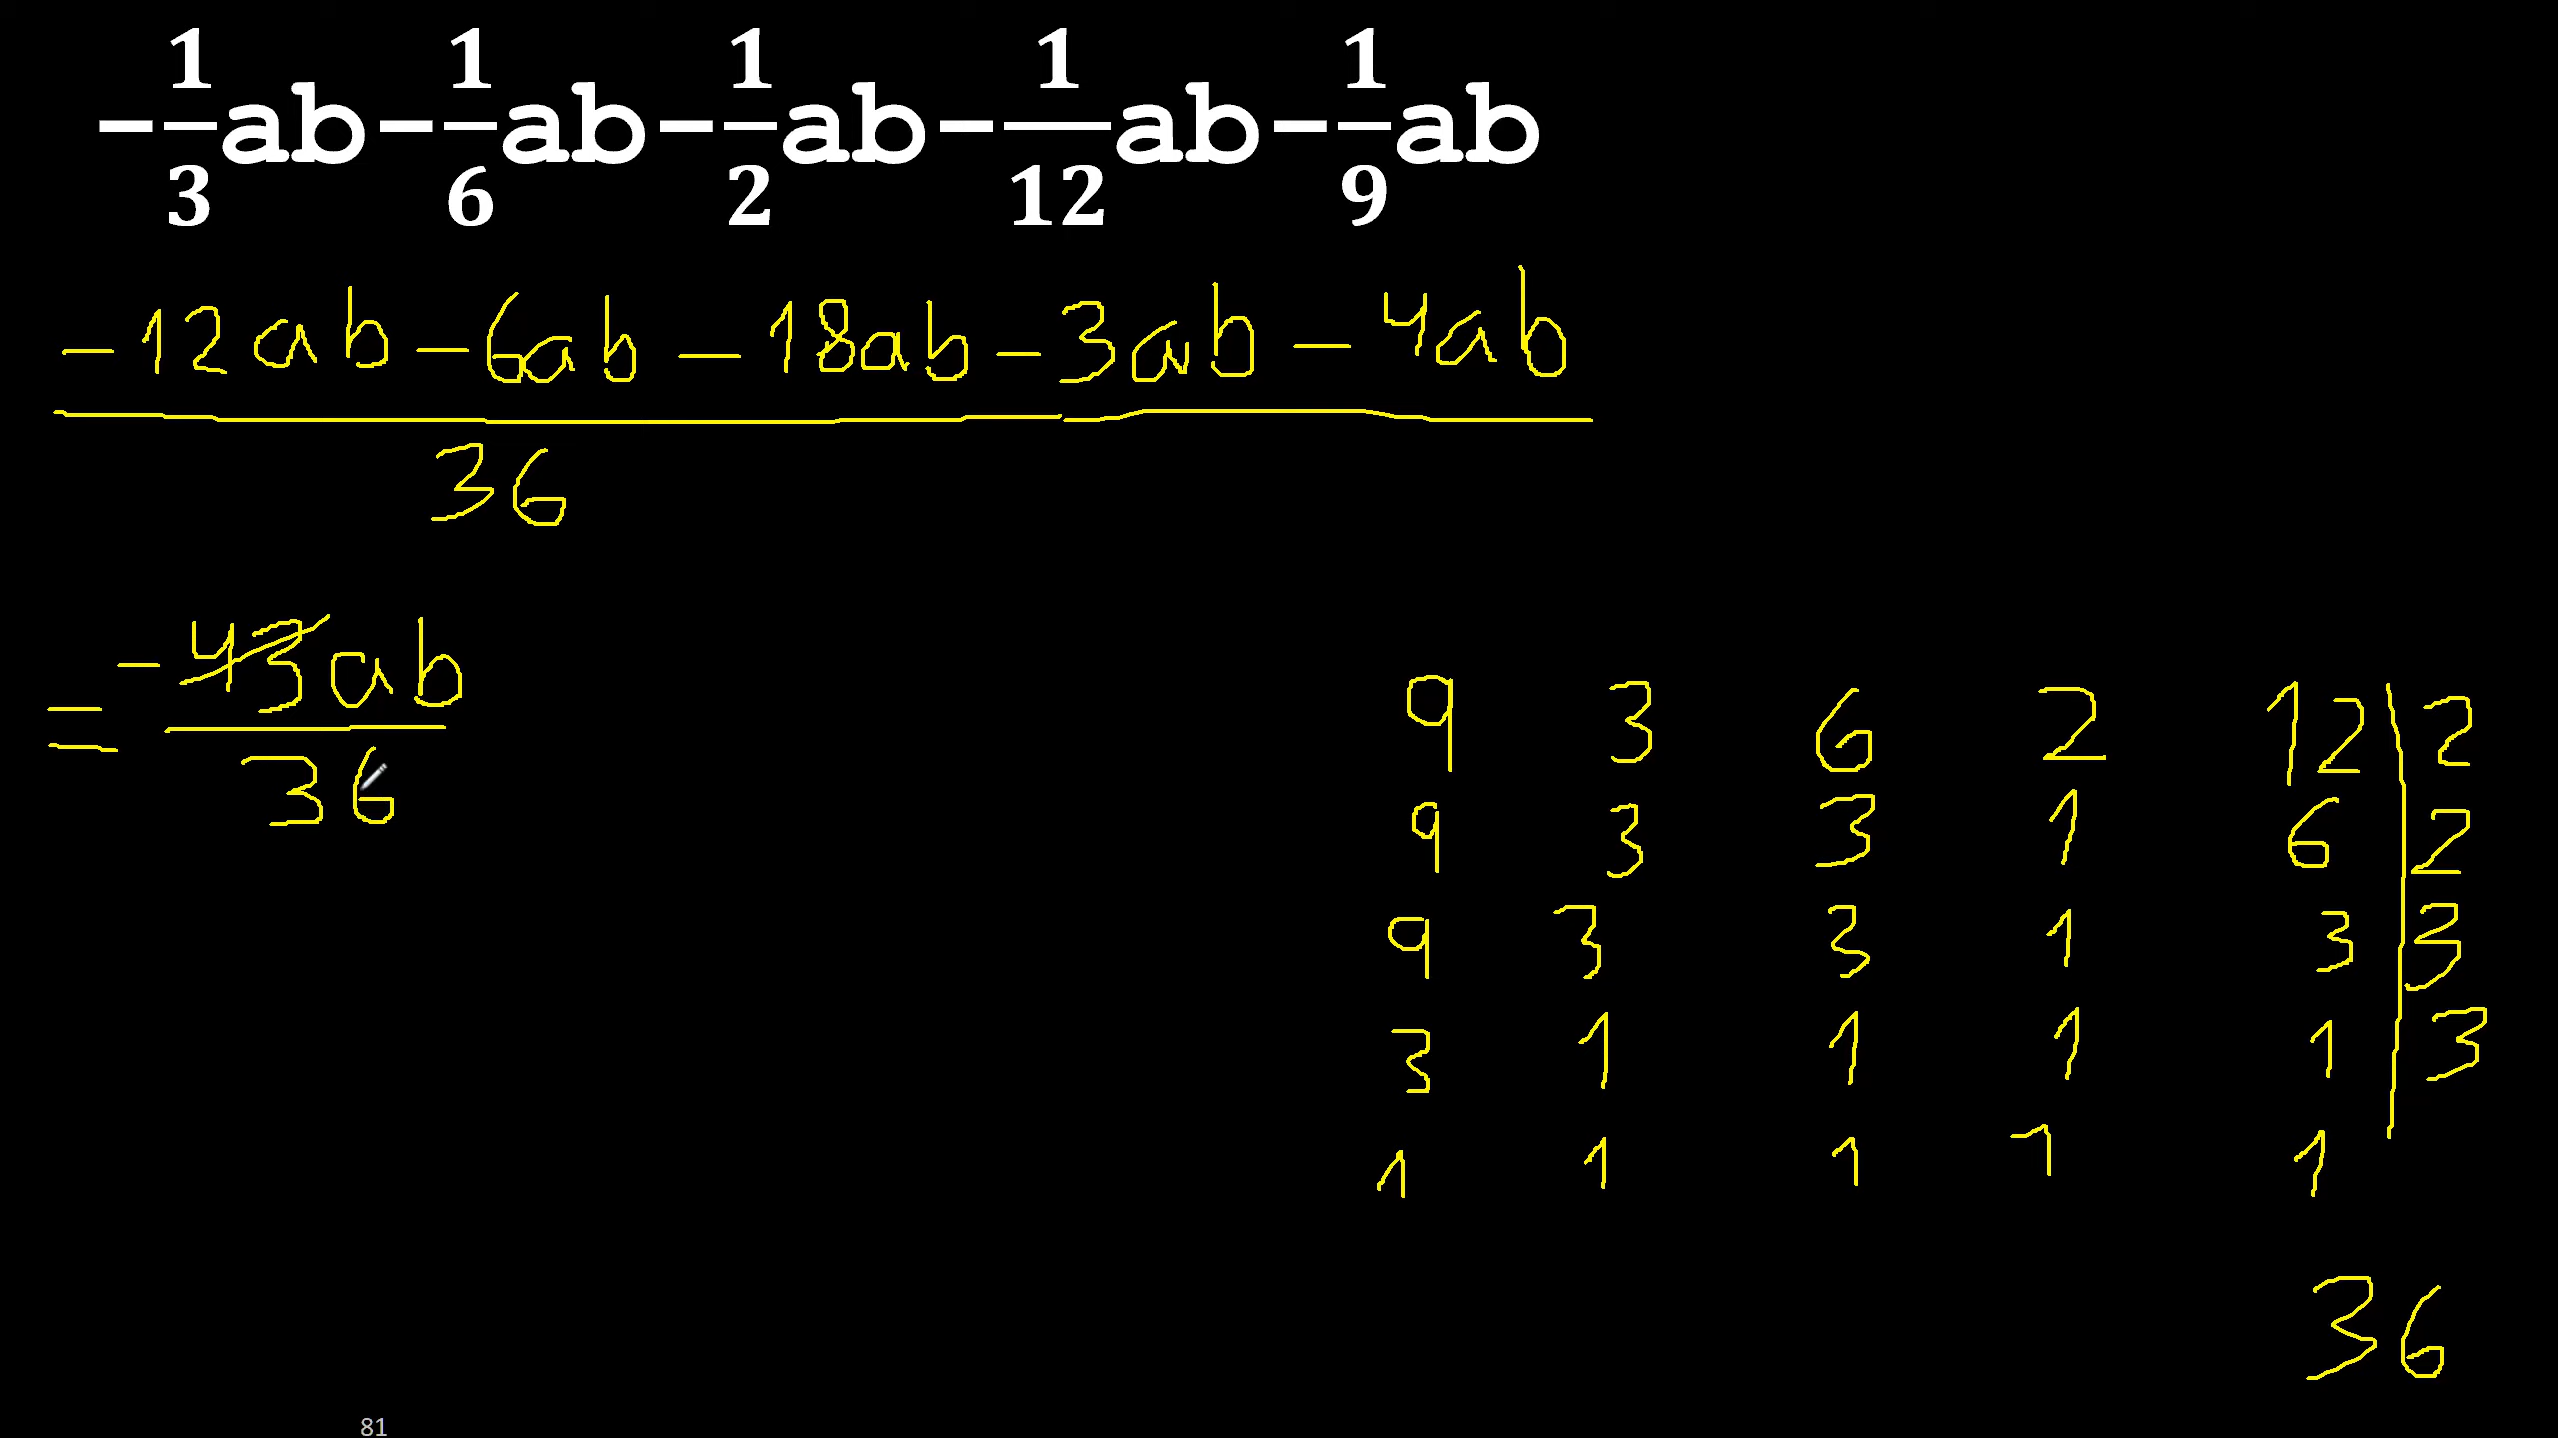 -1/3ab-1/6ab-1/2ab-1/12ab-1/9ab
-12ab-6ab-18ab-3ab-4ab
36
= -43ab
36
9 3 6 2 12 | 2
9 3 3 1 6 | 2
9 3 3 1 3 | 3
3 1 1 1 1 | 3
1 1 1 1 1
36
81